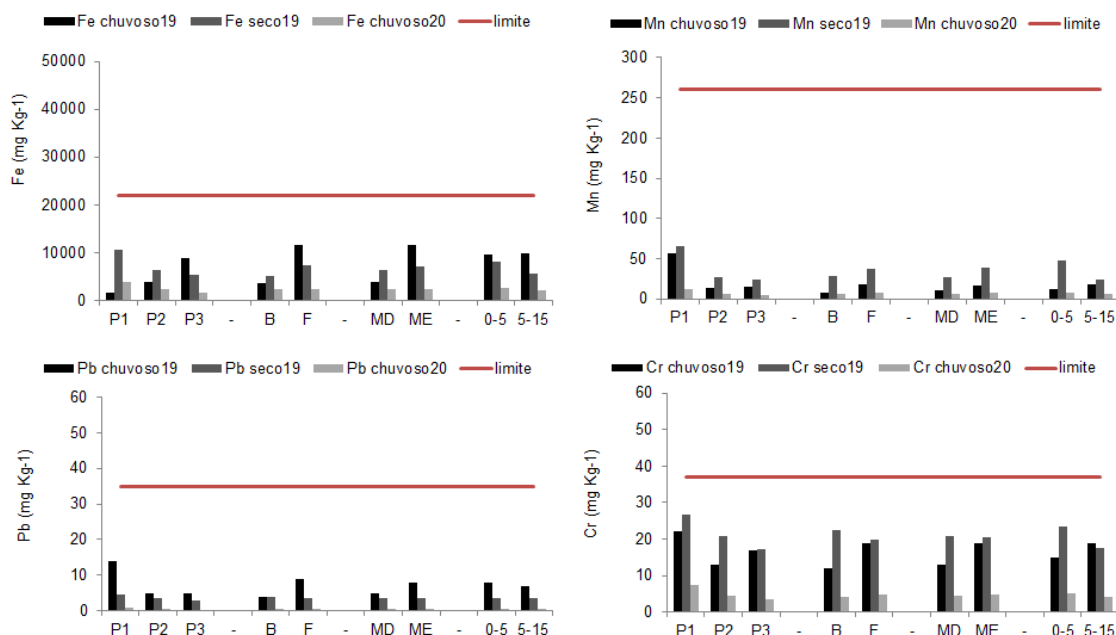 Fe chuvoso19 Fe seco19 Fe chuvoso20 limite
50000
40000
30000
20000
10000
0
Fe (mg Kg-1)
P1 P2 P3 - B F - MD ME - 0-5 5-15
Mn chuvoso19 Mn seco19 Mn chuvoso20 limite
300
250
200
150
100
50
0
Mn (mg Kg-1)
P1 P2 P3 - B F - MD ME - 0-5 5-15
Pb chuvoso19 Pb seco19 Pb chuvoso20 limite
60
50
40
30
20
10
0
Pb (mg Kg-1)
P1 P2 P3 - B F - MD ME - 0-5 5-15
Cr chuvoso19 Cr seco19 Cr chuvoso20 limite
60
50
40
30
20
10
0
Cr (mg Kg-1)
P1 P2 P3 - B F - MD ME - 0-5 5-15